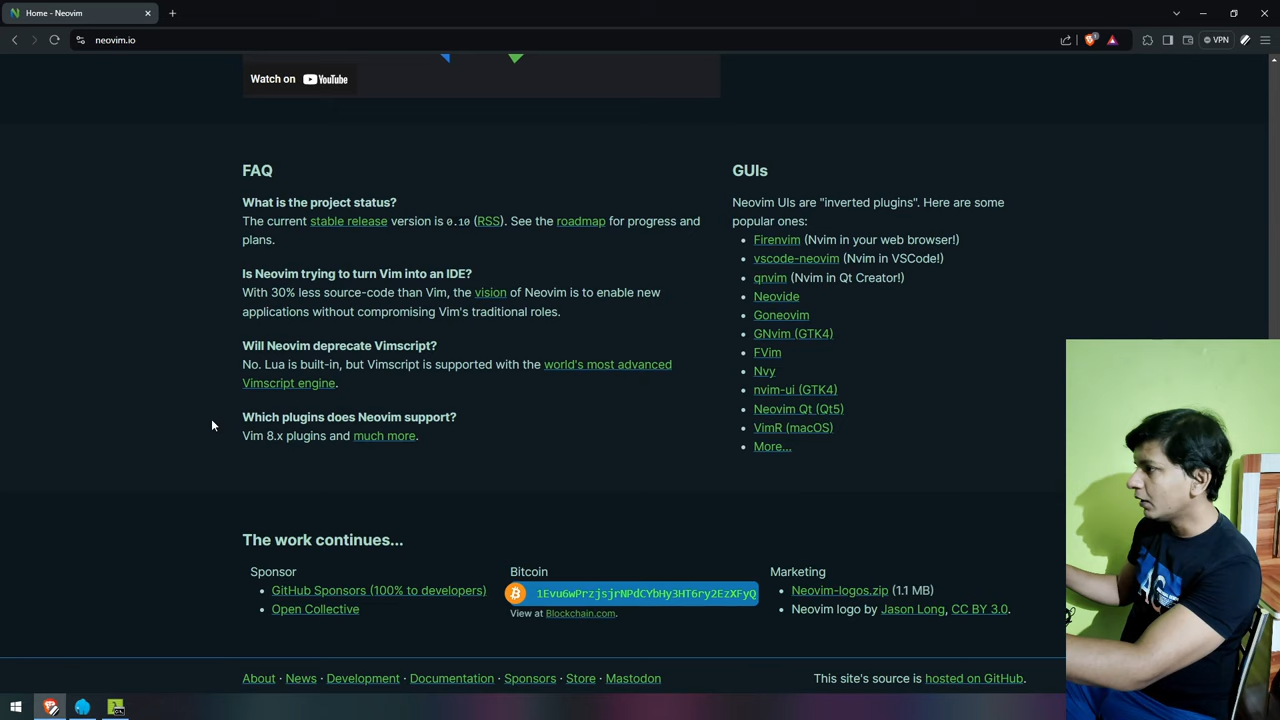 Home - Neovim
neovim.io
VPN
Watch on YouTube
FAQ
What is the project status?
The current stable release version is 0.10 (RSS). See the roadmap for progress and
plans.
Is Neovim trying to turn Vim into an IDE?
With 30% less source-code than Vim, the vision of Neovim is to enable new
applications without compromising Vim's traditional roles.
Will Neovim deprecate Vimscript?
No. Lua is built-in, but Vimscript is supported with the world's most advanced
Vimscript engine.
Which plugins does Neovim support?
Vim 8.x plugins and much more.
GUIs
Neovim UIs are "inverted plugins". Here are some
popular ones:
Firenvim (Nvim in your web browser!)
vscode-neovim (Nvim in VSCode!)
qnvim (Nvim in Qt Creator!)
Neovide
Goneovim
GNvim (GTK4)
FVim
Nvy
nvim-ui (GTK4)
Neovim Qt (Qt5)
VimR (macOS)
More...
The work continues...
Sponsor
GitHub Sponsors (100% to developers)
Open Collective
Bitcoin
1Evu6wPrzjsjrNPdCYbHy3HT6ry2EzXFyQ
View at Blockchain.com.
Marketing
Neovim-logos.zip (1.1 MB)
Neovim logo by Jason Long, CC BY 3.0.
About · News · Development · Documentation · Sponsors · Store · Mastodon
This site's source is hosted on GitHub.